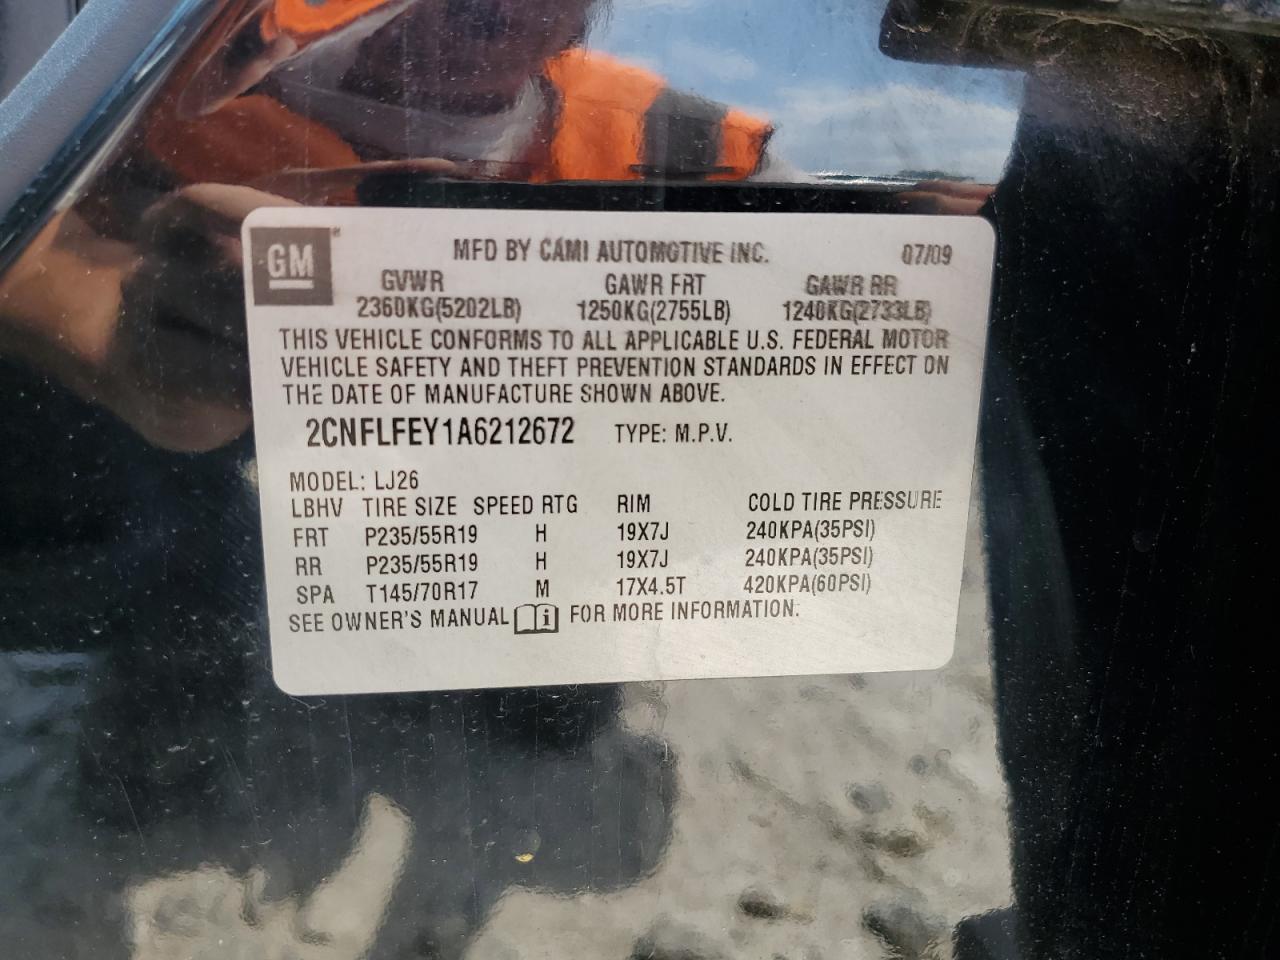 GM® MFD BY CAMI AUTOMOTIVE INC. 07/09
GVWR GAWR FRT GAWR RR
2360KG(5202LB) 1250KG(2755LB) 1240KG(2733LB)
THIS VEHICLE CONFORMS TO ALL APPLICABLE U.S. FEDERAL MOTOR
VEHICLE SAFETY AND THEFT PREVENTION STANDARDS IN EFFECT ON
THE DATE OF MANUFACTURE SHOWN ABOVE.
2CNFLFEY1A6212672 TYPE: M.P.V.
MODEL: LJ26
LBHV TIRE SIZE SPEED RTG RIM COLD TIRE PRESSURE
FRT P235/55R19 H 19X7J 240KPA(35PSI)
RR P235/55R19 H 19X7J 240KPA(35PSI)
SPA T145/70R17 M 17X4.5T 420KPA(60PSI)
SEE OWNER'S MANUAL i FOR MORE INFORMATION.